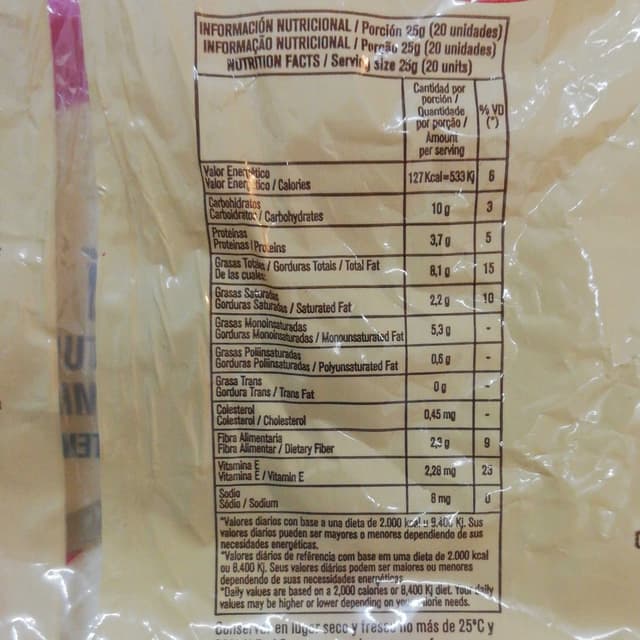 INFORMACIÓN NUTRICIONAL / Porción 25g (20 unidades)
INFORMAÇÃO NUTRICIONAL / Porção 25g (20 unidades)
NUTRITION FACTS / Serving size 25g (20 units)
Cantidad por
porción /
Quantidade
por porção /
Amount
per serving
% VD
(*)
Valor Energético
Valor Energético / Calories 127 Kcal=533 Kj 6
Carbohidratos
Carboidratos / Carbohydrates 10 g 3
Proteinas
Proteinas / Proteins 3,7 g 5
Grasas Totales / Gorduras Totais / Total Fat
De las cuales: 8,1 g 15
Grasas Saturadas
Gorduras Saturadas / Saturated Fat 2,2 g 10
Grasas Monoinsaturadas
Gorduras Monoinsaturadas / Monounsaturated Fat 5,3 g -
Grasas Poliinsaturadas
Gorduras Poliinsaturadas / Polyunsaturated Fat 0,6 g -
Grasa Trans
Gordura Trans / Trans Fat 0 g -
Colesterol
Colesterol / Cholesterol 0,45 mg -
Fibra Alimentaria
Fibra Alimentar / Dietary Fiber 2,3 g 9
Vitamina E
Vitamina E / Vitamin E 2,28 mg 23
Sodio
Sódio / Sodium 8 mg 0
*Valores diarios con base a una dieta de 2.000 kcal u 8.400 Kj. Sus
valores diarios pueden ser mayores o menores dependiendo de sus
necesidades energéticas.
*Valores diários de referência com base em uma dieta de 2.000 kcal
ou 8.400 Kj. Seus valores diários podem ser maiores ou menores
dependendo de suas necessidades energéticas
*Daily values are based on a 2,000 calories or 8,400 Kj diet. Your daily
values may be higher or lower depending on your calorie needs.
Conservar en lugar seco y fresco no más de 25°C y